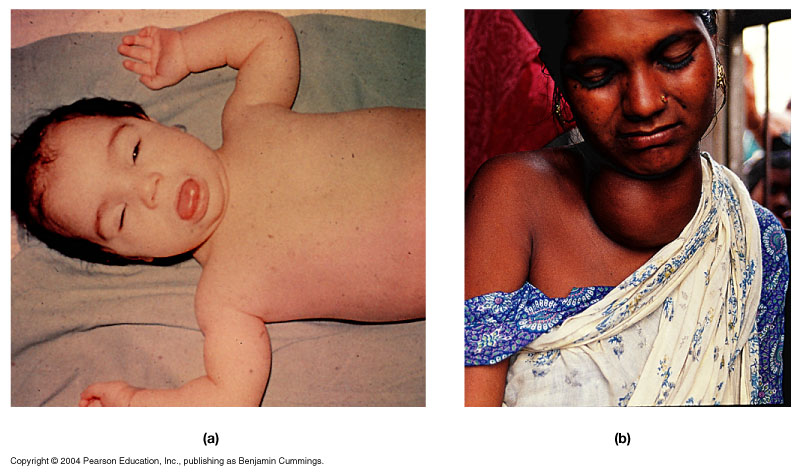 (a)
(b)
Copyright © 2004 Pearson Education, Inc., publishing as Benjamin Cummings.